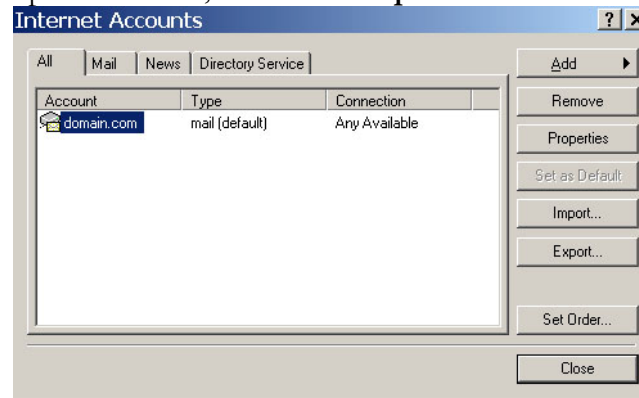 Internet Accounts
All Mail News Directory Service
Account Type Connection
domain.com mail (default) Any Available
Add
Remove
Properties
Set as Default
Import...
Export...
Set Order...
Close